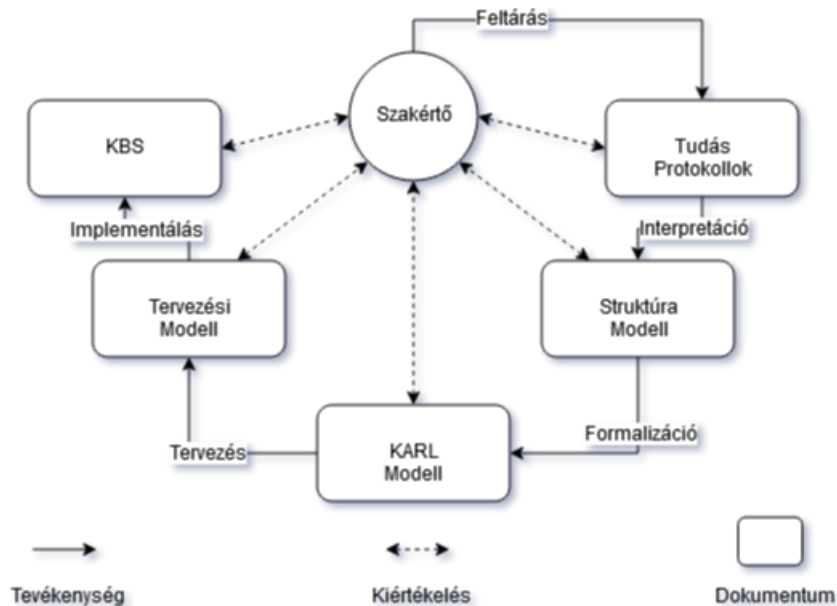 Feltárás
Szakértő
KBS
Tudás
Protokollok
Implementálás
Interpretáció
Tervezési
Modell
Struktúra
Modell
Formalizáció
Tervezés
KARL
Modell
Tevékenység
Kiértékelés
Dokumentum